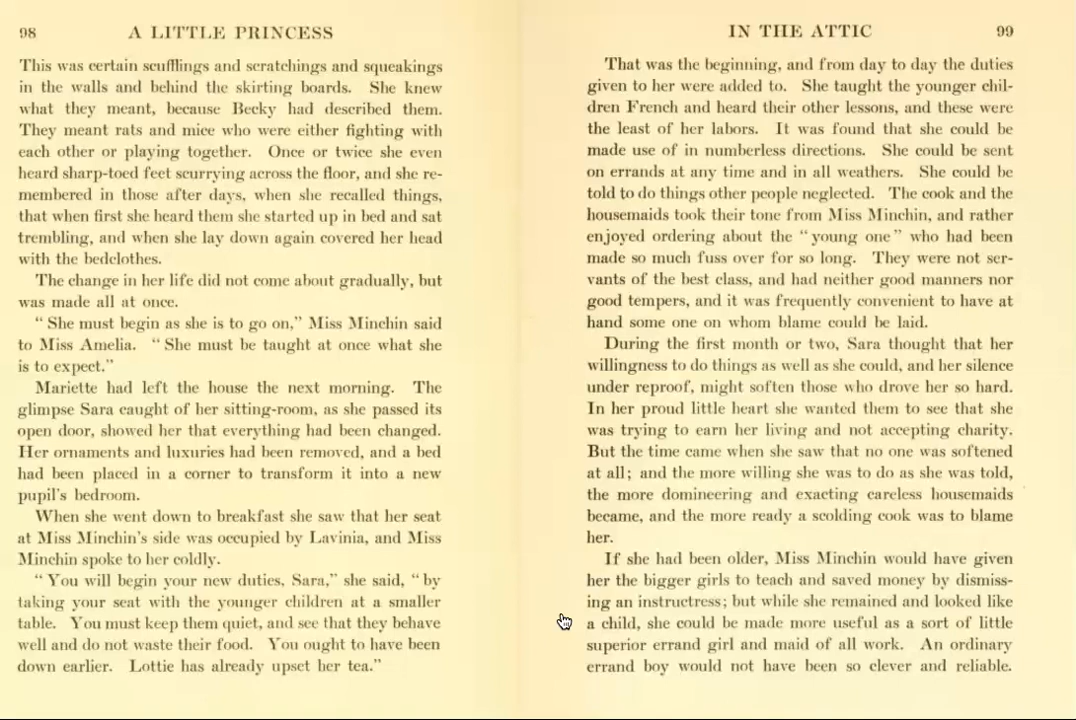 98 A LITTLE PRINCESS
This was certain scufflings and scratchings and squeakings
in the walls and behind the skirting boards. She knew
what they meant, because Becky had described them.
They meant rats and mice who were either fighting with
each other or playing together. Once or twice she even
heard sharp-toed feet scurrying across the floor, and she re-
membered in those after days, when she recalled things,
that when first she heard them she started up in bed and sat
trembling, and when she lay down again covered her head
with the bedclothes.
The change in her life did not come about gradually, but
was made all at once.
“ She must begin as she is to go on,” Miss Minchin said
to Miss Amelia. “ She must be taught at once what she
is to expect.”
Mariette had left the house the next morning. The
glimpse Sara caught of her sitting-room, as she passed its
open door, showed her that everything had been changed.
Her ornaments and luxuries had been removed, and a bed
had been placed in a corner to transform it into a new
pupil's bedroom.
When she went down to breakfast she saw that her seat
at Miss Minchin's side was occupied by Lavinia, and Miss
Minchin spoke to her coldly.
“ You will begin your new duties, Sara,” she said, “ by
taking your seat with the younger children at a smaller
table. You must keep them quiet, and see that they behave
well and do not waste their food. You ought to have been
down earlier. Lottie has already upset her tea.”
IN THE ATTIC 99
That was the beginning, and from day to day the duties
given to her were added to. She taught the younger chil-
dren French and heard their other lessons, and these were
the least of her labors. It was found that she could be
made use of in numberless directions. She could be sent
on errands at any time and in all weathers. She could be
told to do things other people neglected. The cook and the
housemaids took their tone from Miss Minchin, and rather
enjoyed ordering about the “ young one ” who had been
made so much fuss over for so long. They were not ser-
vants of the best class, and had neither good manners nor
good tempers, and it was frequently convenient to have at
hand some one on whom blame could be laid.
During the first month or two, Sara thought that her
willingness to do things as well as she could, and her silence
under reproof, might soften those who drove her so hard.
In her proud little heart she wanted them to see that she
was trying to earn her living and not accepting charity.
But the time came when she saw that no one was softened
at all; and the more willing she was to do as she was told,
the more domineering and exacting careless housemaids
became, and the more ready a scolding cook was to blame
her.
If she had been older, Miss Minchin would have given
her the bigger girls to teach and saved money by dismiss-
ing an instructress; but while she remained and looked like
a child, she could be made more useful as a sort of little
superior errand girl and maid of all work. An ordinary
errand boy would not have been so clever and reliable.